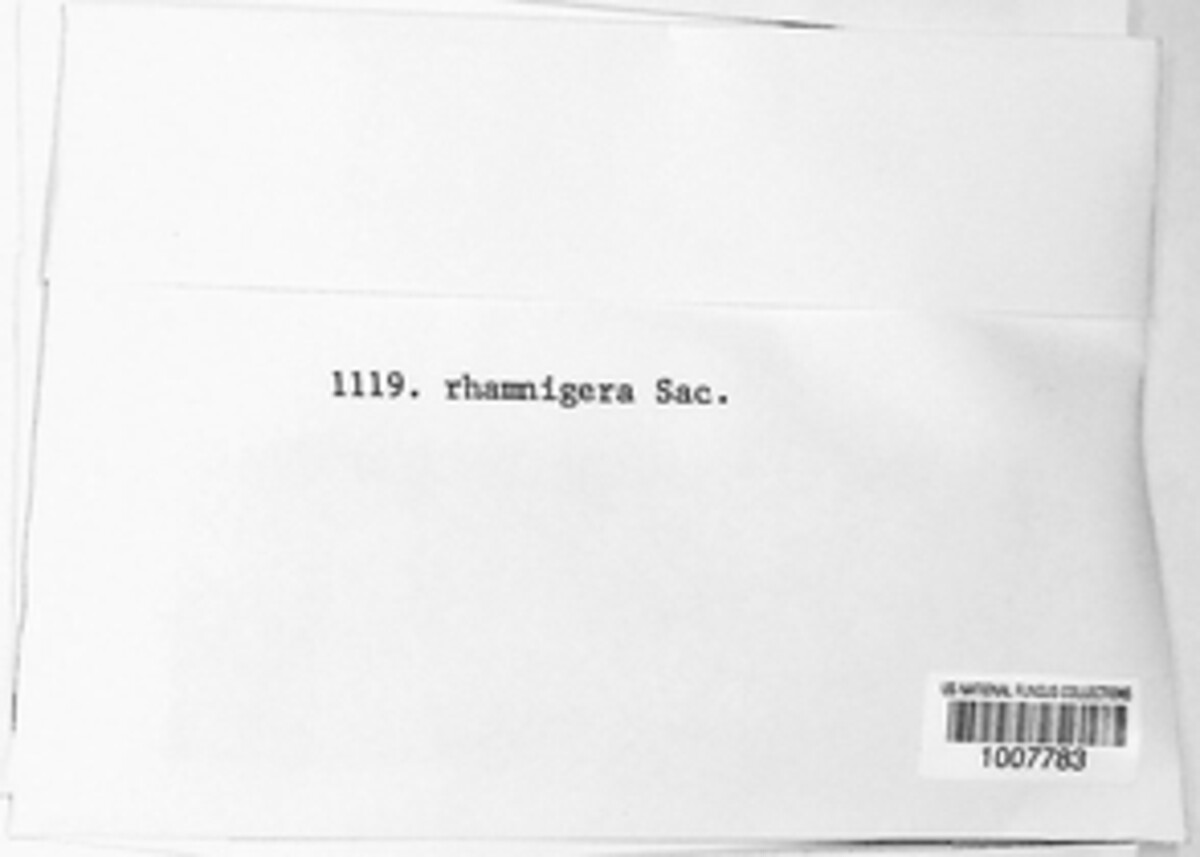 1119. rhamnigera Sac.
US NATIONAL FUNGUS COLLECTIONS
1007783